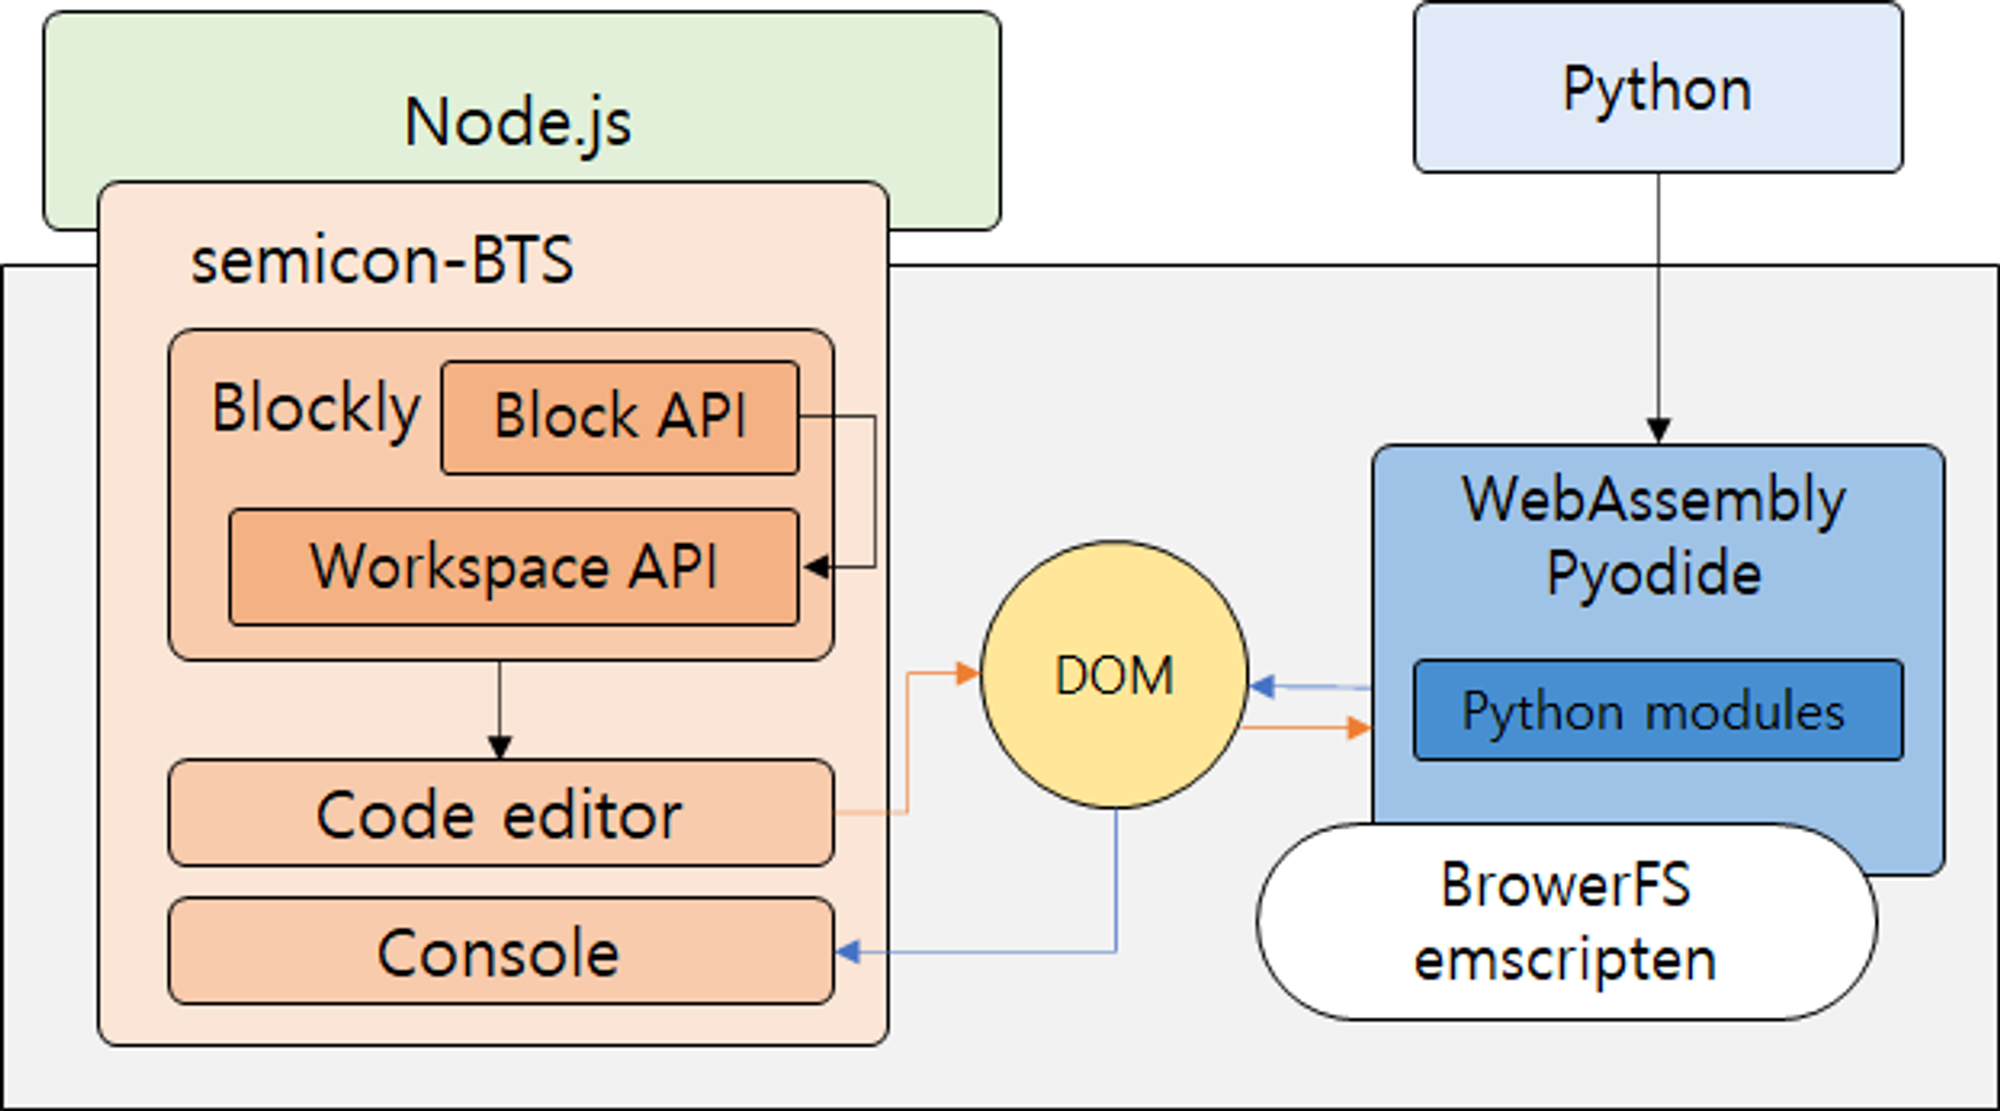 Node.js
Python
semicon-BTS
Blockly
Block API
Workspace API
Code editor
Console
DOM
WebAssembly
Pyodide
Python modules
BrowerFS
emscripten